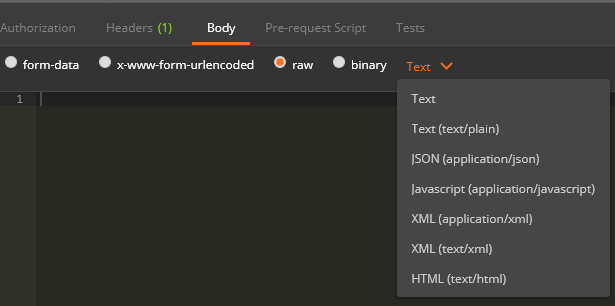 Authorization Headers (1) Body Pre-request Script Tests
form-data x-www-form-urlencoded raw binary Text
1
Text
Text (text/plain)
JSON (application/json)
Javascript (application/javascript)
XML (application/xml)
XML (text/xml)
HTML (text/html)